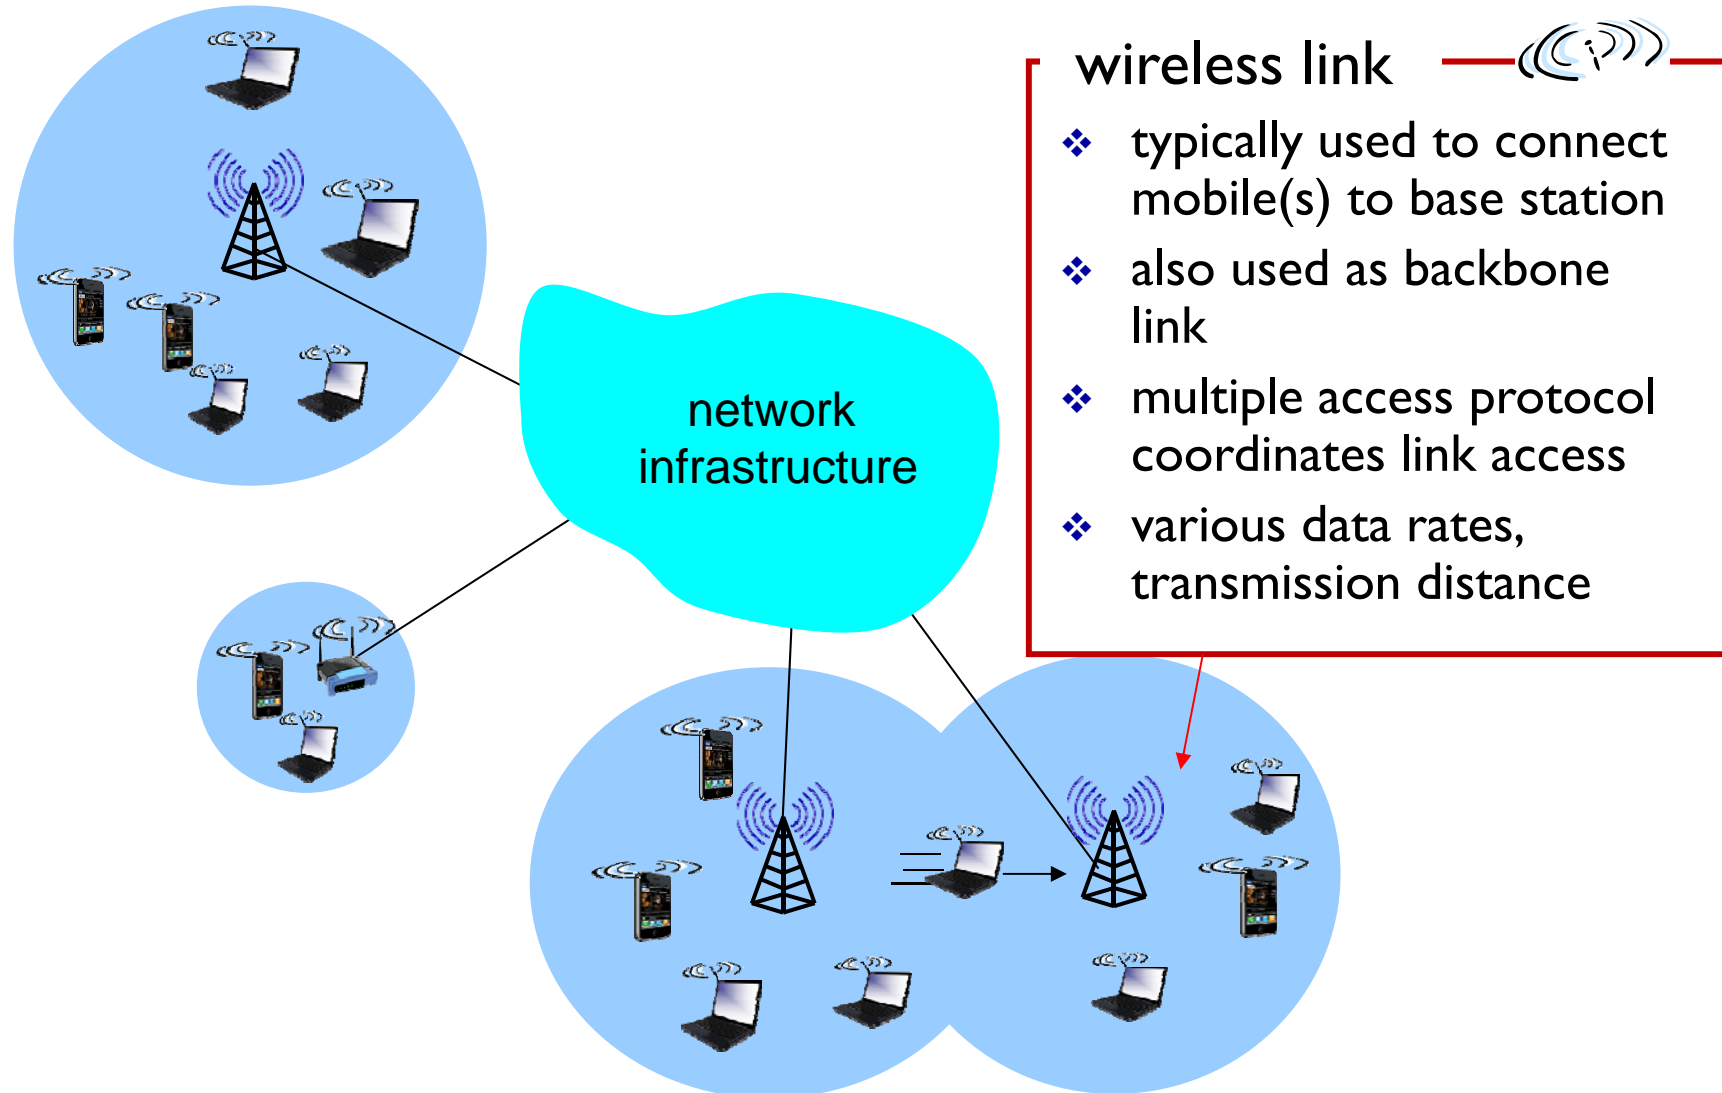 wireless link
❖ typically used to connect
mobile(s) to base station
❖ also used as backbone
link
❖ multiple access protocol
coordinates link access
❖ various data rates,
transmission distance
network
infrastructure